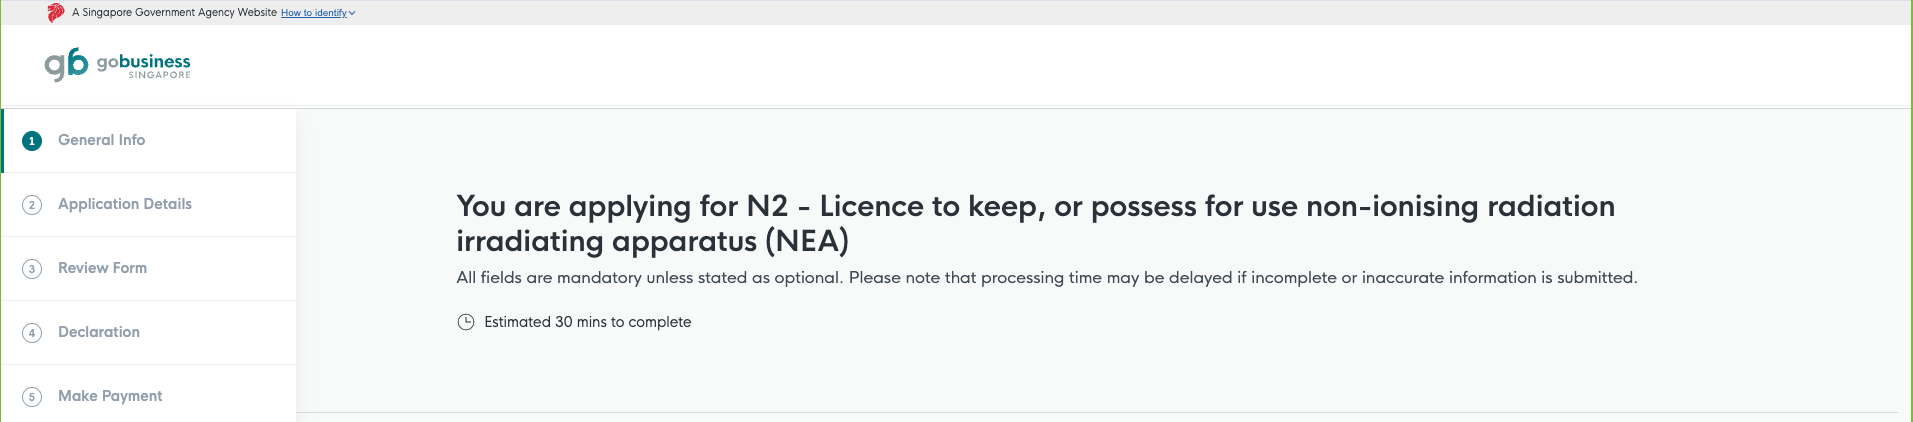 A Singapore Government Agency Website How to identify
gb gobusiness
SINGAPORE
1 General Info
2 Application Details
3 Review Form
4 Declaration
5 Make Payment
You are applying for N2 - Licence to keep, or possess for use non-ionising radiation
irradiating apparatus (NEA)
All fields are mandatory unless stated as optional. Please note that processing time may be delayed if incomplete or inaccurate information is submitted.
Estimated 30 mins to complete